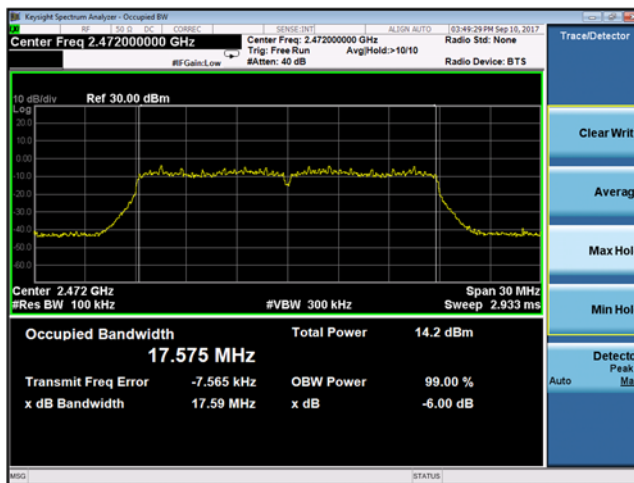 Keysight Spectrum Analyzer - Occupied BW
RF 50 Ω DC CORREC SENSE:INT ALIGN AUTO 03:49:29 PM Sep 10, 2017
Center Freq 2.472000000 GHz Center Freq: 2.472000000 GHz Radio Std: None Trace/Detector
Trig: Free Run Avg|Hold:>10/10
#IFGain:Low #Atten: 40 dB Radio Device: BTS
10 dB/div Ref 30.00 dBm
Log
20.0
10.0
0.00
-10.0
-20.0
-30.0
-40.0
-50.0
-60.0
Clear Writ
Averag
Max Hol
Min Hol
Center 2.472 GHz Span 30 MHz
#Res BW 100 kHz #VBW 300 kHz Sweep 2.933 ms
Occupied Bandwidth Total Power 14.2 dBm
17.575 MHz
Transmit Freq Error -7.565 kHz OBW Power 99.00 %
x dB Bandwidth 17.59 MHz x dB -6.00 dB
Detecto
Peak
Auto Ma
MSG STATUS